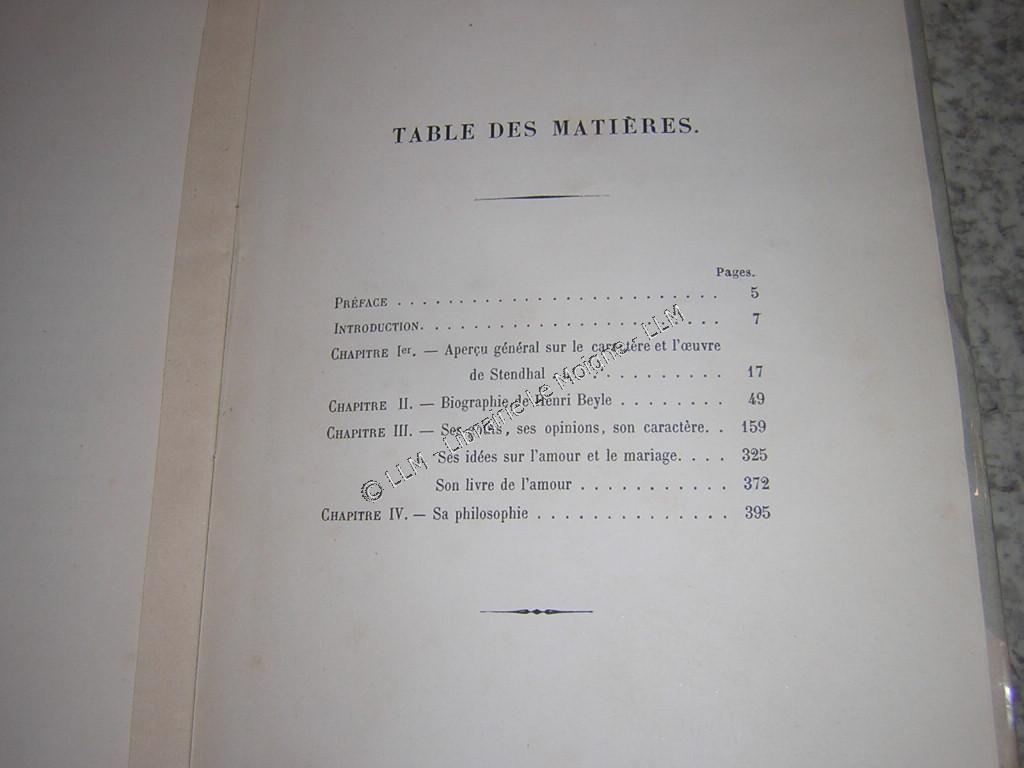 TABLE DES MATIÈRES.
Pages.
PRÉFACE . . . . . . . . . . . . . . . . . . . . . . . . . . 5
INTRODUCTION. . . . . . . . . . . . . . . . . . . . . . . . 7
CHAPITRE Ier. — Aperçu général sur le caractère et l'œuvre
de Stendhal . . . . . . . . . . . . . . 17
CHAPITRE II. — Biographie de Henri Beyle . . . . . . . . 49
CHAPITRE III. — Ses goûts, ses opinions, son caractère. . 159
Ses idées sur l'amour et le mariage. . . . 325
Son livre de l'amour . . . . . . . . . . . 372
CHAPITRE IV. — Sa philosophie . . . . . . . . . . . . . . 395
© LLM - Librairie Le Moigne - LLM